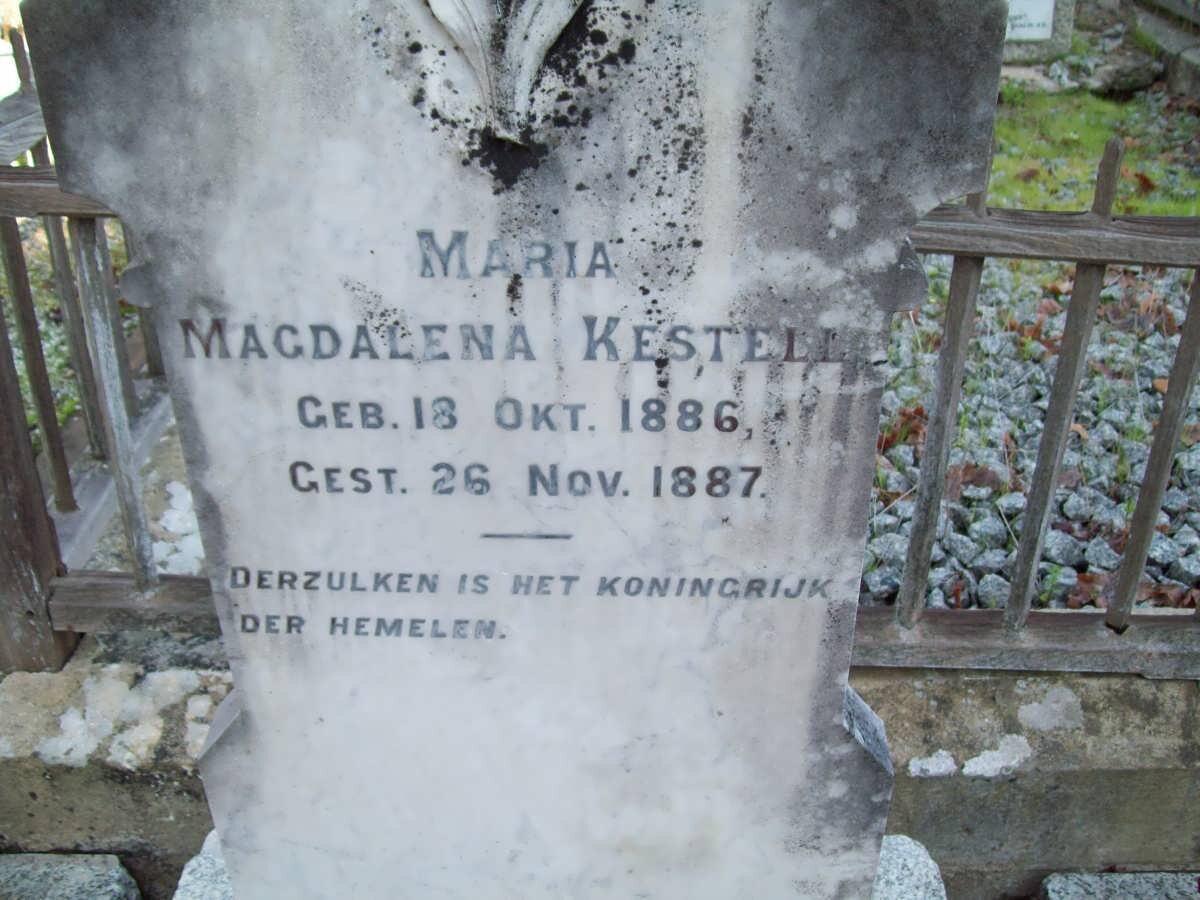 MARIA
MAGDALENA KESTELL,
GEB. 18 OKT. 1886,
GEST. 26 NOV. 1887.
DERZULKEN IS HET KONINGRIJK
DER HEMELEN.